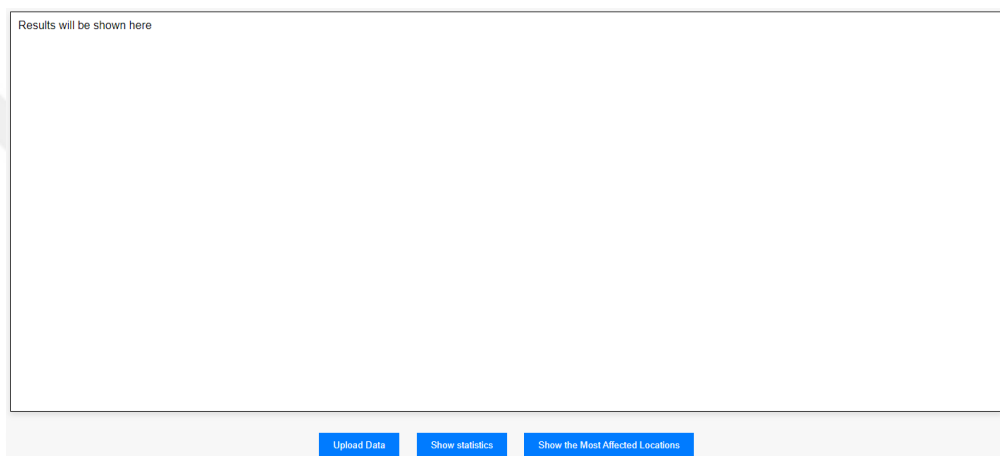 Results will be shown here
Upload Data
Show statistics
Show the Most Affected Locations